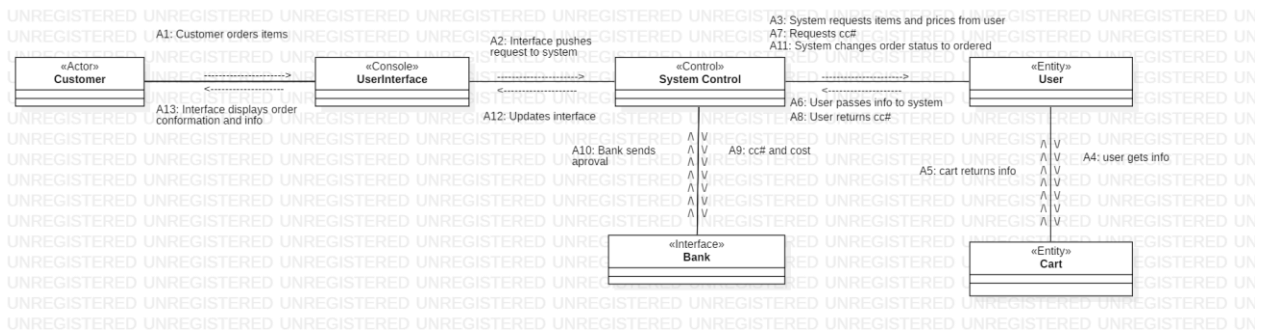 A3: System requests items and prices from user
A7: Requests cc#
A11: System changes order status to ordered
A1: Customer orders items
A2: Interface pushes
request to system
«Actor»
Customer
«Console»
UserInterface
«Control»
System Control
«Entity»
User
A13: Interface displays order
conformation and info
A12: Updates interface
A6: User passes info to system
A8: User returns cc#
A10: Bank sends
aproval
A9: cc# and cost
A5: cart returns info
A4: user gets info
«Interface»
Bank
«Entity»
Cart
UNREGISTERED